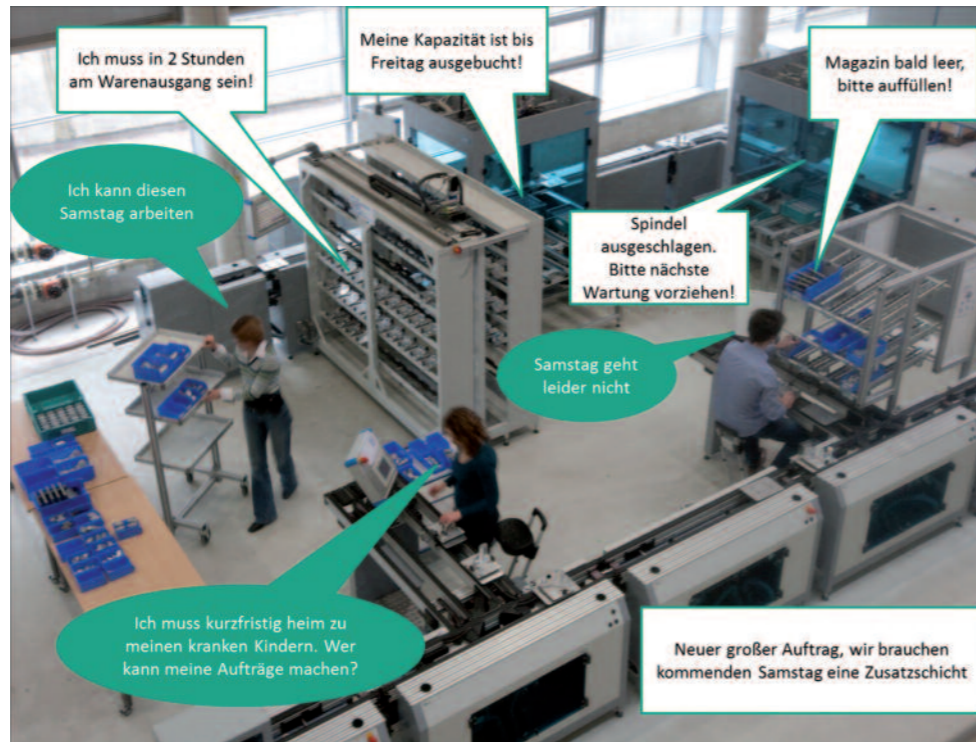 Ich muss in 2 Stunden
am Warenausgang sein!
Meine Kapazität ist bis
Freitag ausgebucht!
Magazin bald leer,
bitte auffüllen!
Ich kann diesen
Samstag arbeiten
Spindel
ausgeschlagen.
Bitte nächste
Wartung vorziehen!
Samstag geht
leider nicht
Ich muss kurzfristig heim zu
meinen kranken Kindern. Wer
kann meine Aufträge machen?
Neuer großer Auftrag, wir brauchen
kommenden Samstag eine Zusatzschicht